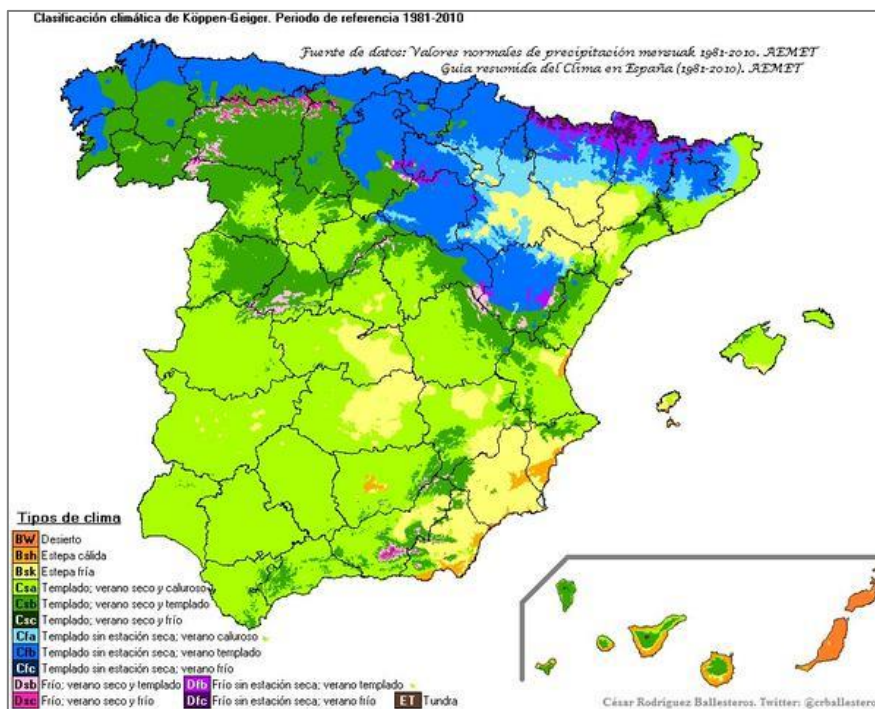 Clasificación climática de Köppen-Geiger. Periodo de referencia 1981-2010
Fuente de datos: Valores normales de precipitación mensuak 1981-2010. AEMET
Guia resumida del Clima en España (1981-2010). AEMET
Tipos de clima
BW Desierto
Bsh Estepa cálida
Bsk Estepa fría
Csa Templado; verano seco y caluroso
Csb Templado; verano seco y templado
Csc Templado; verano seco y frío
Cfa Templado sin estación seca; verano caluroso
Cfb Templado sin estación seca; verano templado
Cfc Templado sin estación seca; verano frío
Dsb Frío; verano seco y templado Dfb Frío sin estación seca; verano templado
Dsc Frío; verano seco y frío Dfc Frío sin estación seca; verano frío ET Tundra
César Rodríguez Ballesteros. Twitter: @crballestero